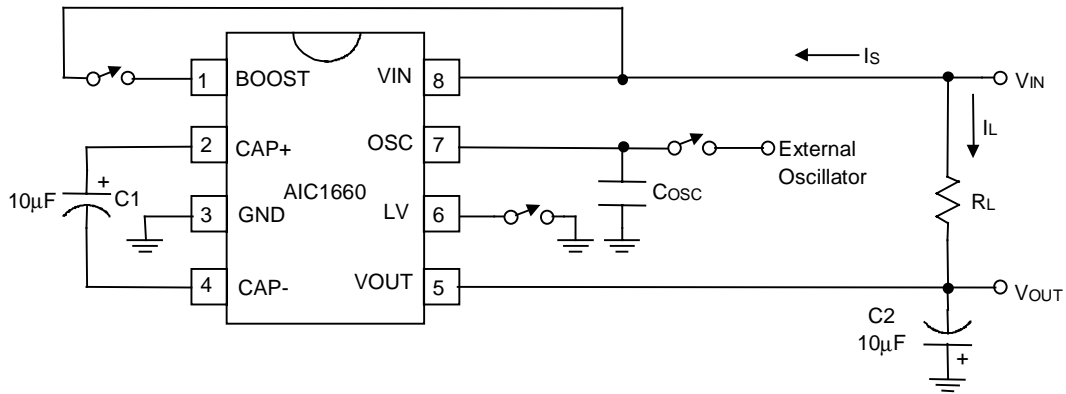 IS
1 BOOST VIN 8
VIN
IL
2 CAP+ OSC 7
External
Oscillator
10μF + C1
AIC1660
COSC
3 GND LV 6
RL
4 CAP- VOUT 5
VOUT
C2
10μF
+